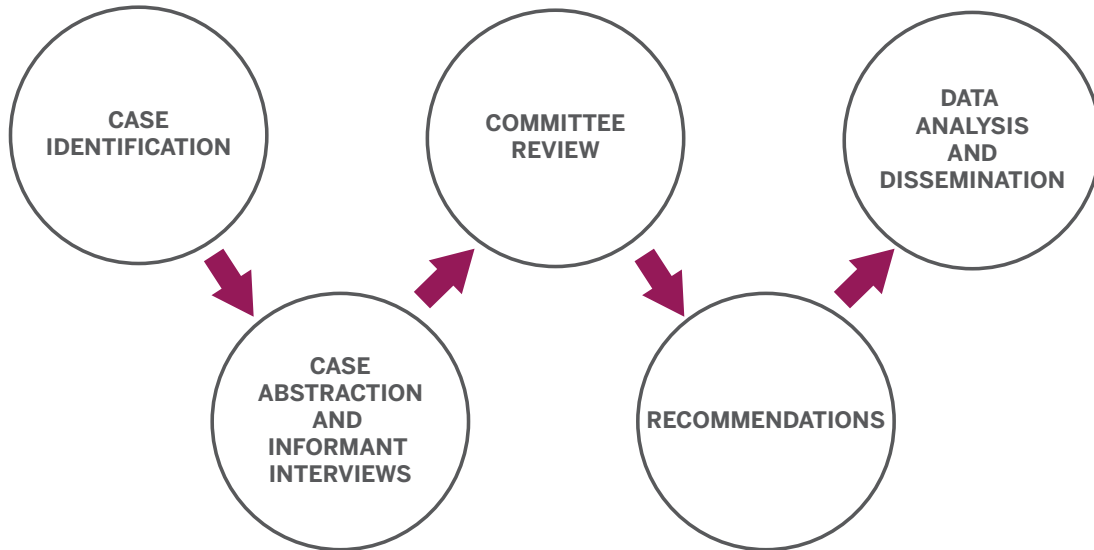 CASE
IDENTIFICATION
CASE
ABSTRACTION
AND
INFORMANT
INTERVIEWS
COMMITTEE
REVIEW
RECOMMENDATIONS
DATA
ANALYSIS
AND
DISSEMINATION